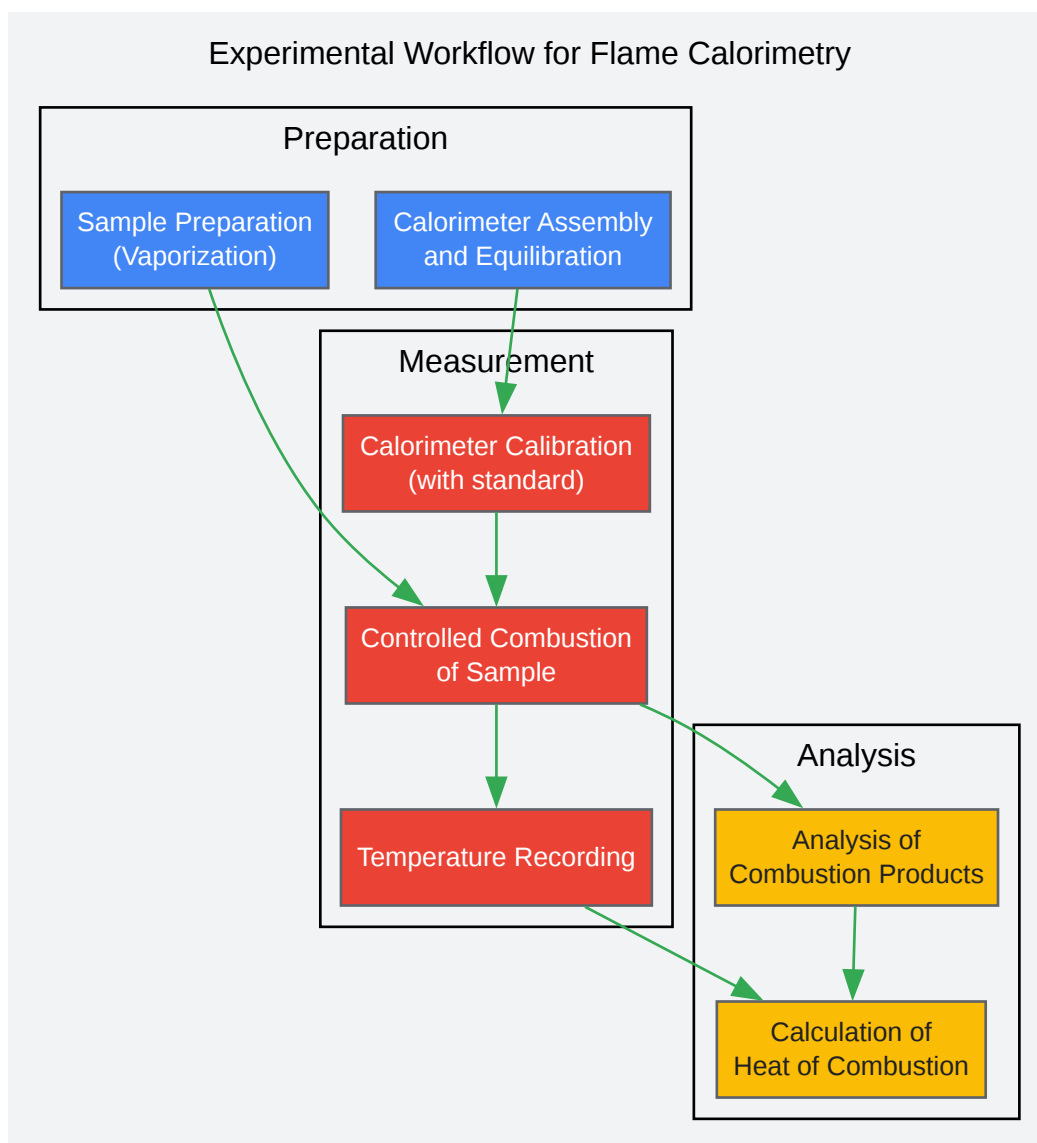 Experimental Workflow for Flame Calorimetry
Preparation
Sample Preparation
(Vaporization)
Calorimeter Assembly
and Equilibration
Measurement
Calorimeter Calibration
(with standard)
Controlled Combustion
of Sample
Temperature Recording
Analysis
Analysis of
Combustion Products
Calculation of
Heat of Combustion